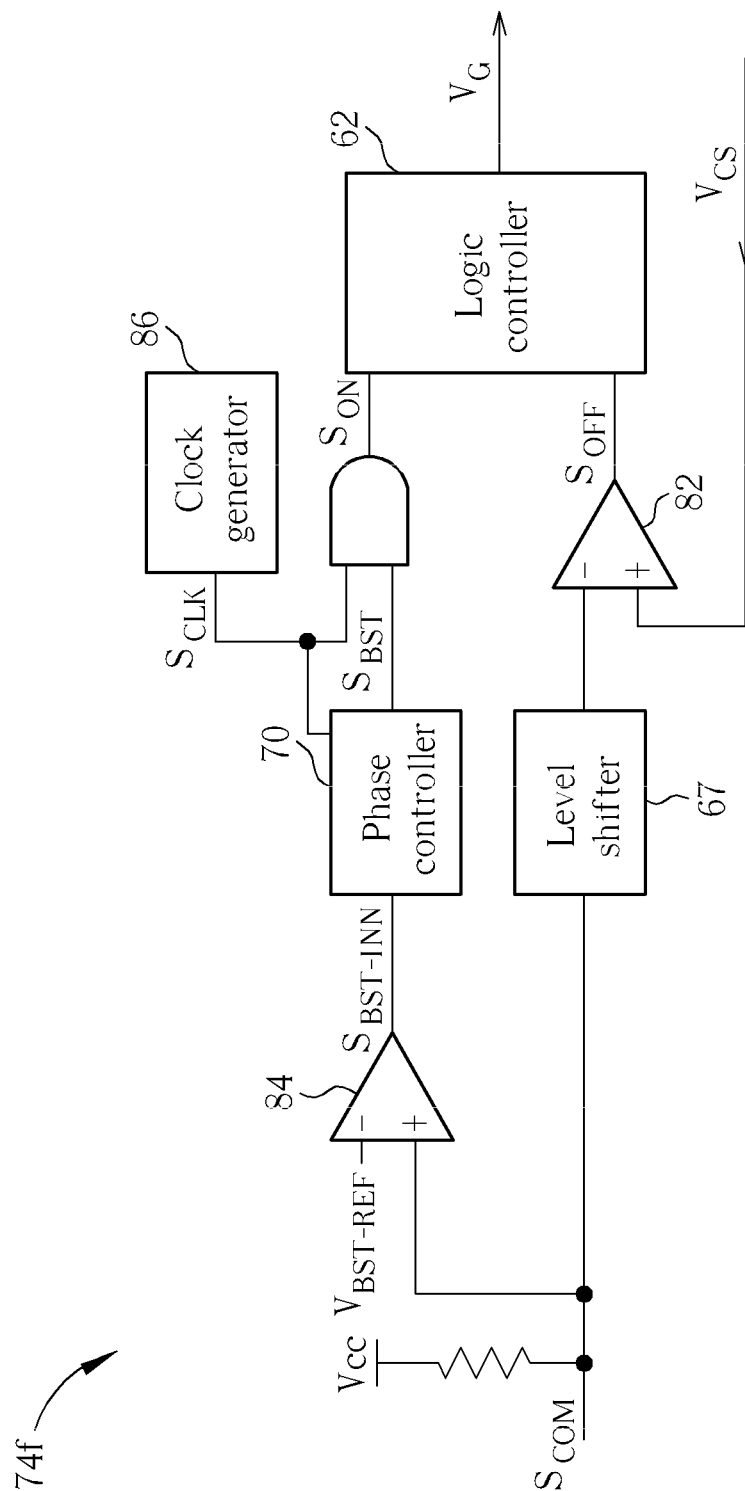 74f
86
Clock
generator
S_CLK
62
S_ON
V_G
Logic
controller
70
S_BST
Phase
controller
84
S_BST-INN
V_BST-REF
-
+
Vcc
S_COM
Level
shifter
67
S_OFF
82
-
+
V_CS